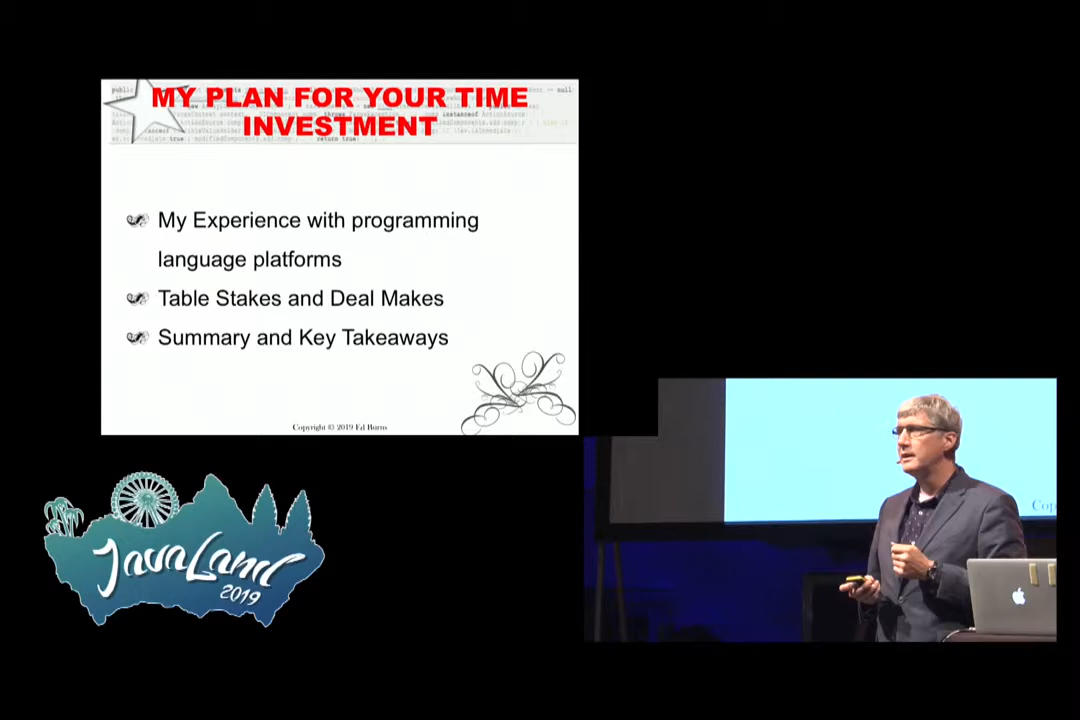 MY PLAN FOR YOUR TIME
INVESTMENT
My Experience with programming
language platforms
Table Stakes and Deal Makes
Summary and Key Takeaways
Copyright © 2019 Ed Burns
JavaLand
2019